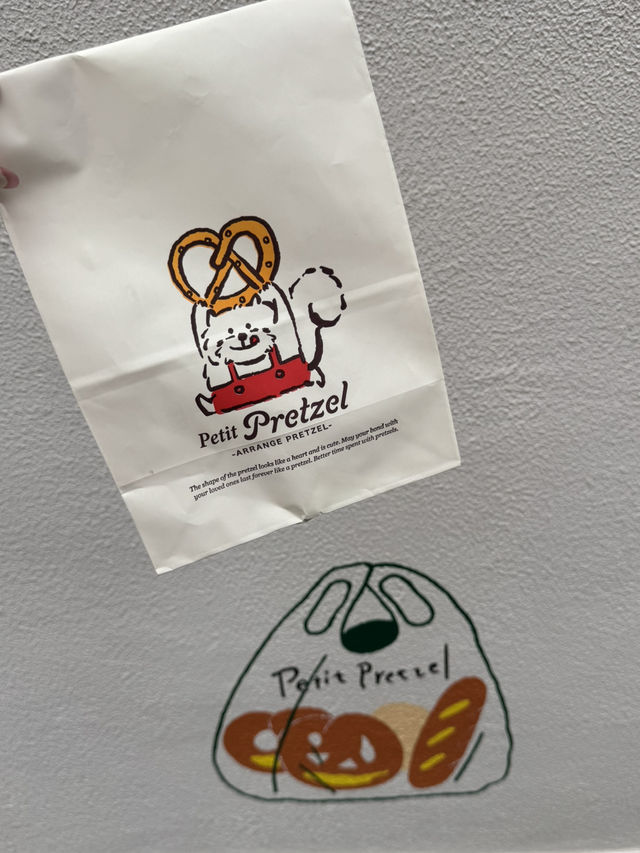 Petit Pretzel
-ARRANGE PRETZEL-
The shape of the pretzel looks like a heart and is cute. May your bond with
your loved ones last forever like a pretzel. Better time spent with pretzels.
Petit Pretzel